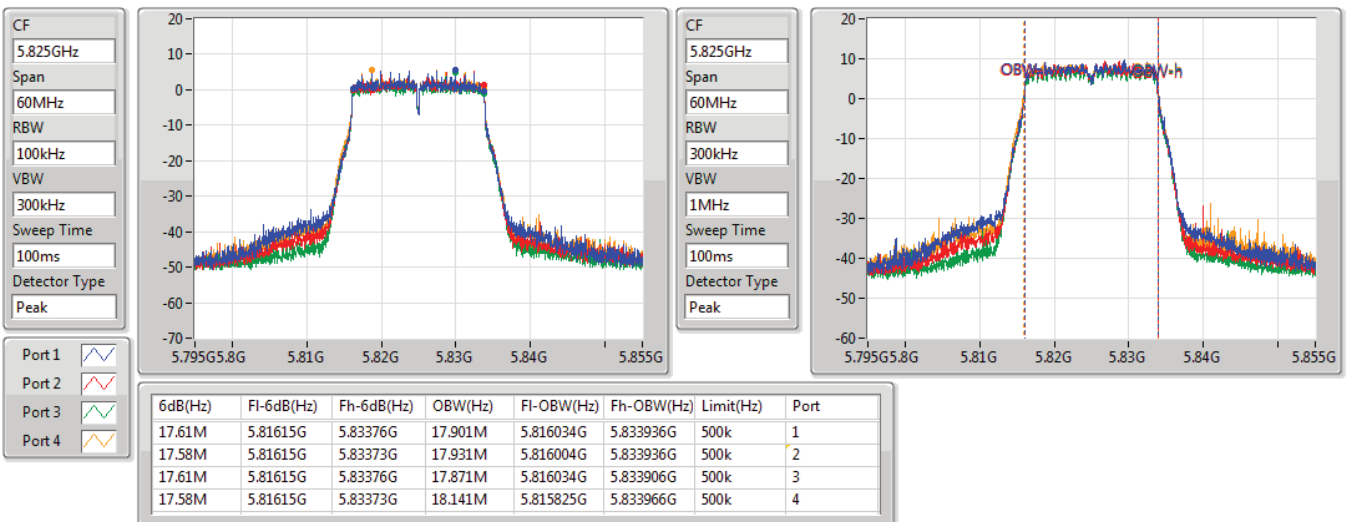 CF
5.825GHz
Span
60MHz
RBW
100kHz
VBW
300kHz
Sweep Time
100ms
Detector Type
Peak
20
10
0
-10
-20
-30
-40
-50
-60
-70
5.795G 5.8G 5.81G 5.82G 5.83G 5.84G 5.855G
CF
5.825GHz
Span
60MHz
RBW
300kHz
VBW
1MHz
Sweep Time
100ms
Detector Type
Peak
20
10
0
-10
-20
-30
-40
-50
-60
OBW-h
5.795G 5.8G 5.81G 5.82G 5.83G 5.84G 5.855G
Port 1
Port 2
Port 3
Port 4
6dB(Hz) Fl-6dB(Hz) Fh-6dB(Hz) OBW(Hz) Fl-OBW(Hz) Fh-OBW(Hz) Limit(Hz) Port
17.61M 5.81615G 5.83376G 17.901M 5.816034G 5.833936G 500k 1
17.58M 5.81615G 5.83373G 17.931M 5.816004G 5.833936G 500k 2
17.61M 5.81615G 5.83376G 17.871M 5.816034G 5.833906G 500k 3
17.58M 5.81615G 5.83373G 18.141M 5.815825G 5.833966G 500k 4